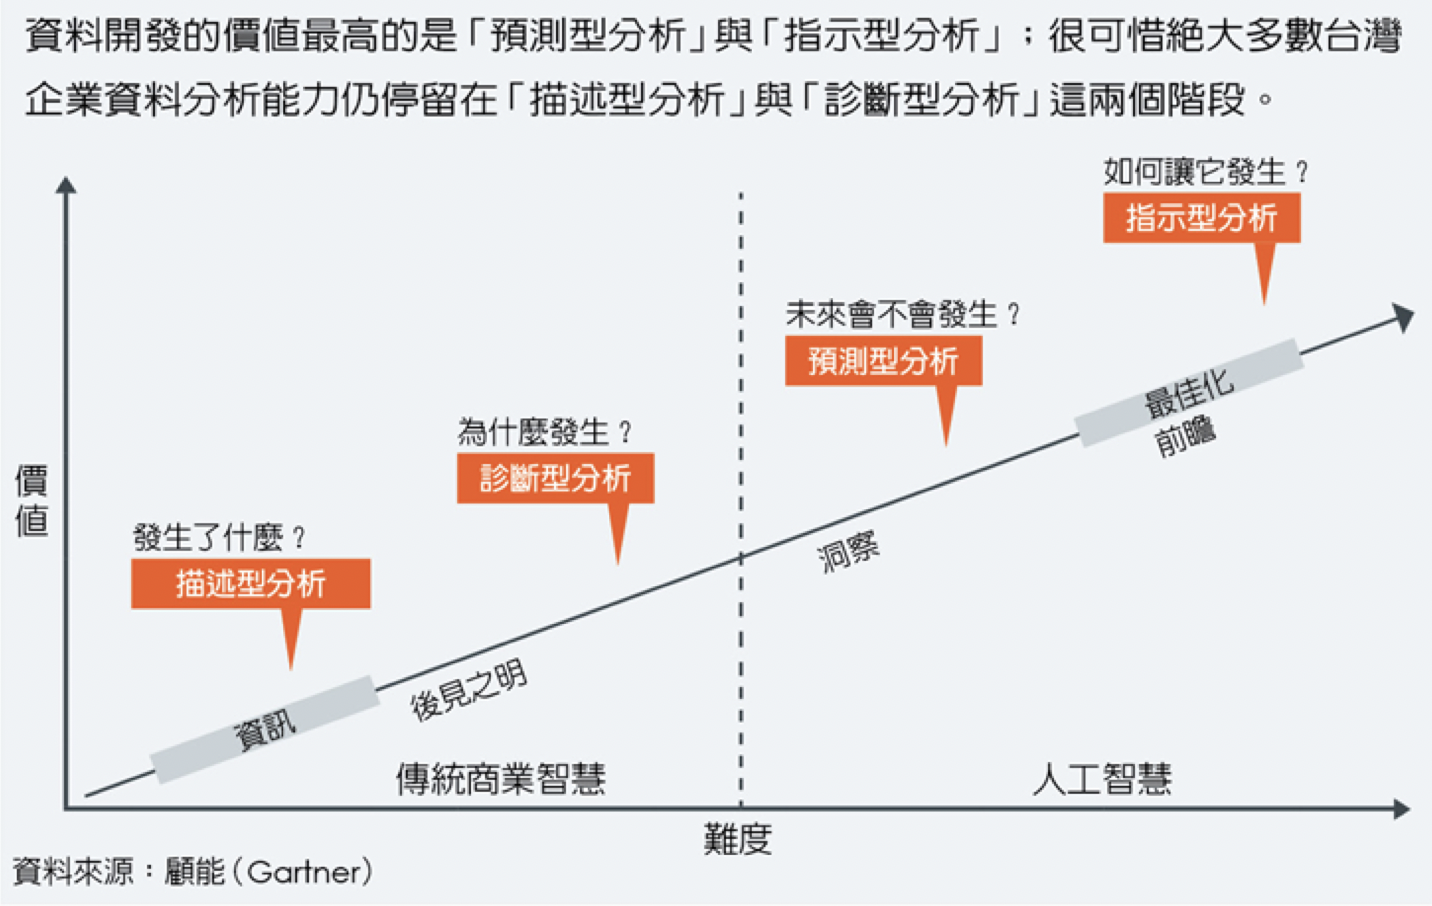 資料開發的價值最高的是「預測型分析」與「指示型分析」；很可惜絕大多數台灣
企業資料分析能力仍停留在「描述型分析」與「診斷型分析」這兩個階段。
如何讓它發生？
指示型分析
未來會不會發生？
預測型分析
最佳化
前瞻
為什麼發生？
診斷型分析
價值
發生了什麼？
描述型分析
洞察
後見之明
資訊
傳統商業智慧
人工智慧
難度
資料來源：顧能（Gartner）